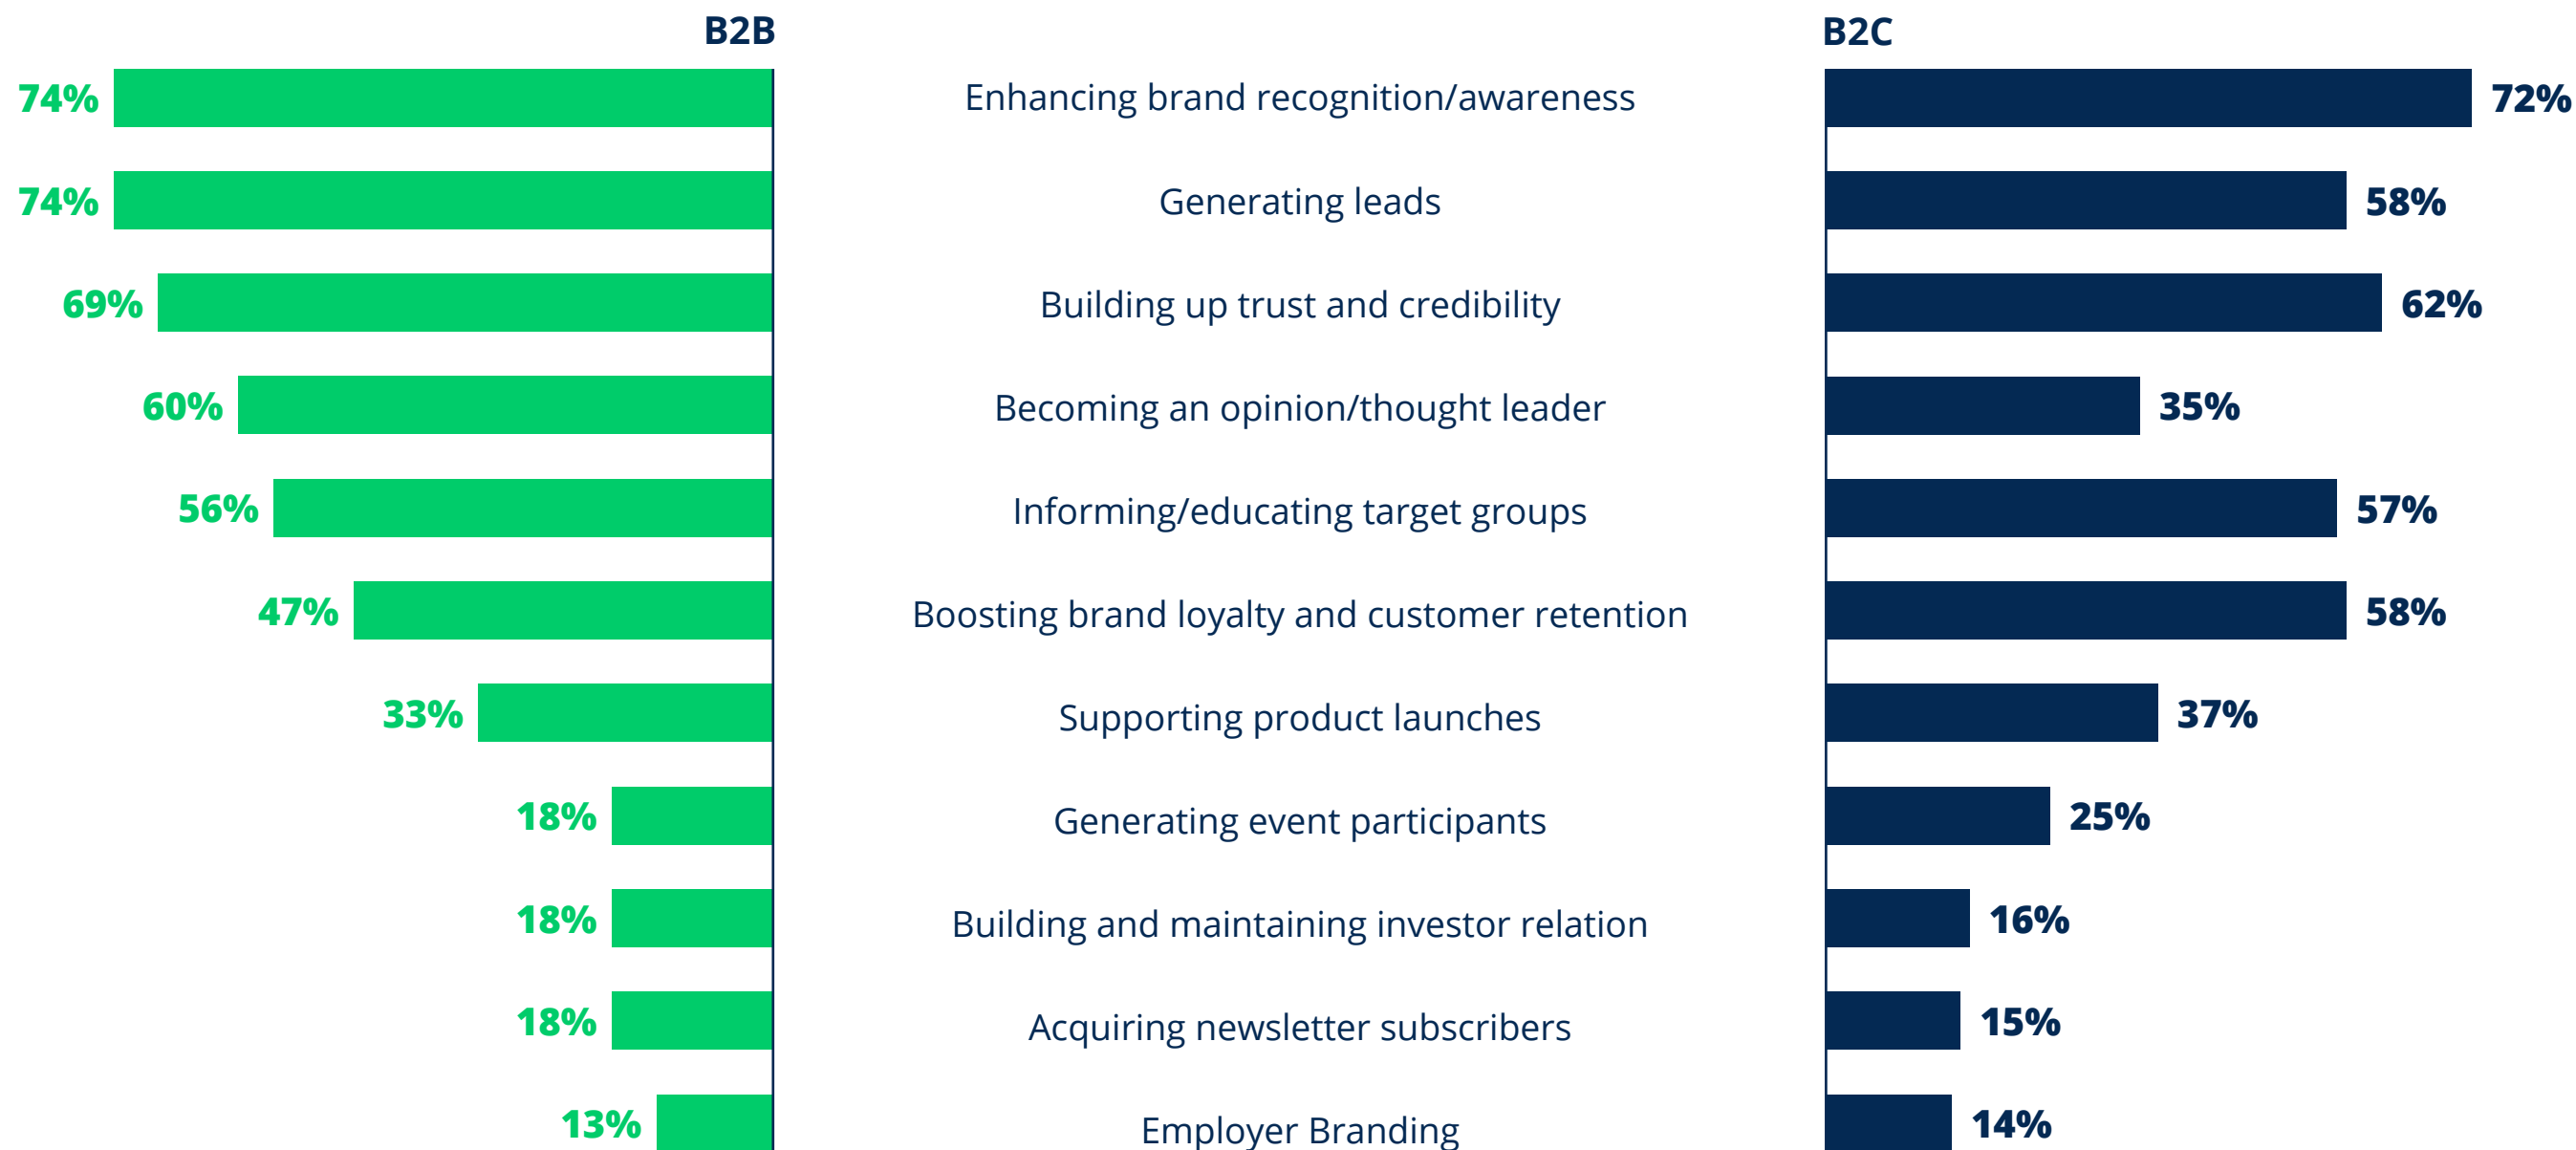 B2B
B2C
74%
Enhancing brand recognition/awareness
72%
74%
Generating leads
58%
69%
Building up trust and credibility
62%
60%
Becoming an opinion/thought leader
35%
56%
Informing/educating target groups
57%
47%
Boosting brand loyalty and customer retention
58%
33%
Supporting product launches
37%
18%
Generating event participants
25%
18%
Building and maintaining investor relation
16%
18%
Acquiring newsletter subscribers
15%
13%
Employer Branding
14%